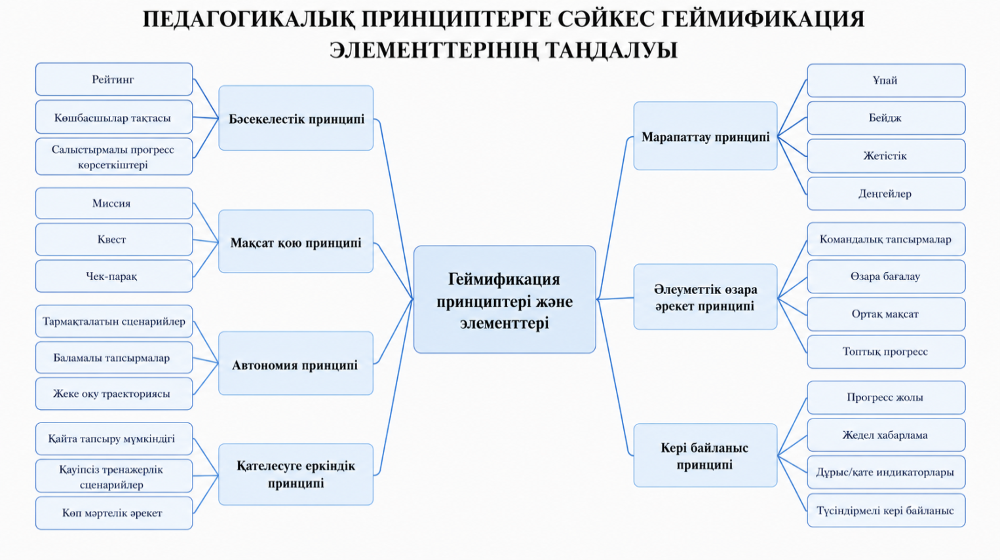 ПЕДАГОГИКАЛЫҚ ПРИНЦИПТЕРГЕ СӘЙКЕС ГЕЙМИФИКАЦИЯ
ЭЛЕМЕНТТЕРІНІҢ ТАҢДАЛУЫ
Рейтинг
Көшбасшылар тақтасы
Салыстырмалы прогресс
көрсеткіштері
Бәсекелестік принципі
Миссия
Квест
Чек-парақ
Мақсат қою принципі
Тармақталатын сценарийлер
Баламалы тапсырмалар
Жеке оқу траекториясы
Автономия принципі
Қайта тапсыру мүмкіндігі
Қауіпсіз тренажерлік
сценарийлер
Көп мәртелік әрекет
Қателесуге еркіндік
принципі
Геймификация
принциптері және
элементтері
Марапаттау принципі
Ұпай
Бейдж
Жетістік
Деңгейлер
Әлеуметтік өзара
әрекет принципі
Командалық тапсырмалар
Өзара бағалау
Ортақ мақсат
Топтық прогресс
Кері байланыс
принципі
Прогресс жолы
Жедел хабарлама
Дұрыс/қате индикаторлары
Түсіндірмелі кері байланыс